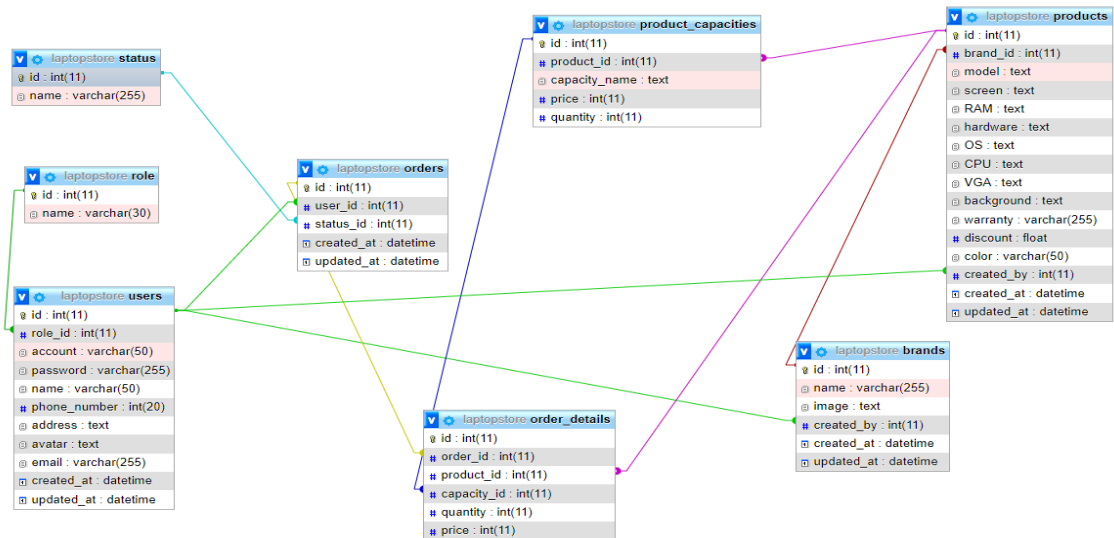 laptopstore status
id : int(11)
name : varchar(255)
laptopstore role
id : int(11)
name : varchar(30)
laptopstore users
id : int(11)
role_id : int(11)
account : varchar(50)
password : varchar(255)
name : varchar(50)
phone_number : int(20)
address : text
avatar : text
email : varchar(255)
created_at : datetime
updated_at : datetime
laptopstore orders
id : int(11)
user_id : int(11)
status_id : int(11)
created_at : datetime
updated_at : datetime
laptopstore order_details
id : int(11)
order_id : int(11)
product_id : int(11)
capacity_id : int(11)
quantity : int(11)
price : int(11)
laptopstore product_capacities
id : int(11)
product_id : int(11)
capacity_name : text
price : int(11)
quantity : int(11)
laptopstore products
id : int(11)
brand_id : int(11)
model : text
screen : text
RAM : text
hardware : text
OS : text
CPU : text
VGA : text
background : text
warranty : varchar(255)
discount : float
color : varchar(50)
created_by : int(11)
created_at : datetime
updated_at : datetime
laptopstore brands
id : int(11)
name : varchar(255)
image : text
created_by : int(11)
created_at : datetime
updated_at : datetime